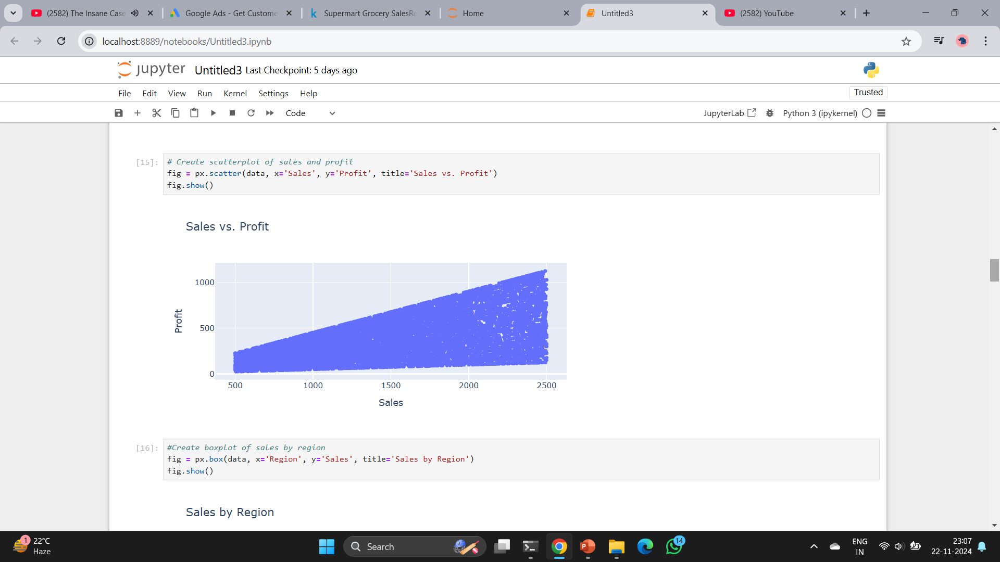 (2582) The Insane Case
Google Ads - Get Custome
Supermart Grocery SalesRe
Home
Untitled3
(2582) YouTube
localhost:8889/notebooks/Untitled3.ipynb
jupyter Untitled3 Last Checkpoint: 5 days ago
File Edit View Run Kernel Settings Help
Trusted
Code
JupyterLab
Python 3 (ipykernel)
[15]:
# Create scatterplot of sales and profit
fig = px.scatter(data, x='Sales', y='Profit', title='Sales vs. Profit')
fig.show()
Sales vs. Profit
1000
500
0
Profit
500 1000 1500 2000 2500
Sales
[16]:
#Create boxplot of sales by region
fig = px.box(data, x='Region', y='Sales', title='Sales by Region')
fig.show()
Sales by Region
1
22°C
Haze
Search
14
ENG
IN
23:07
22-11-2024